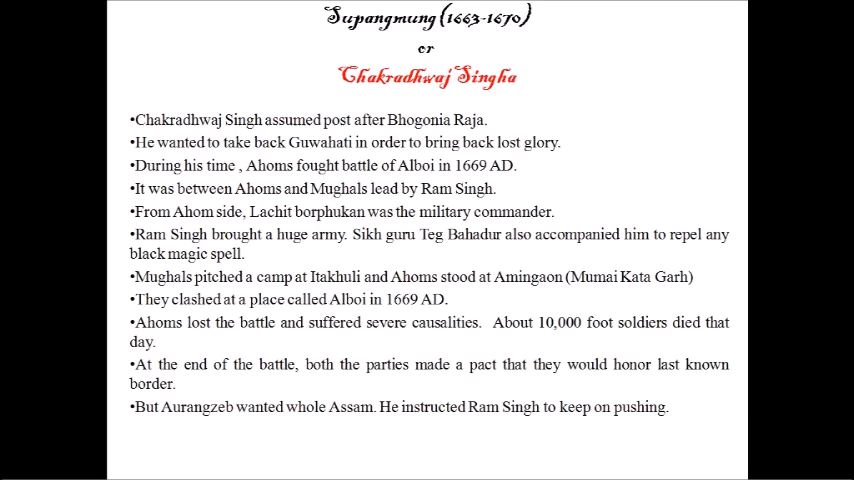 Supangmung (1663-1670)
or
Chakradhwaj Singha
•Chakradhwaj Singh assumed post after Bhogonia Raja.
•He wanted to take back Guwahati in order to bring back lost glory.
•During his time , Ahoms fought battle of Alboi in 1669 AD.
•It was between Ahoms and Mughals lead by Ram Singh.
•From Ahom side, Lachit borphukan was the military commander.
•Ram Singh brought a huge army. Sikh guru Teg Bahadur also accompanied him to repel any
black magic spell.
•Mughals pitched a camp at Itakhuli and Ahoms stood at Amingaon (Mumai Kata Garh)
•They clashed at a place called Alboi in 1669 AD.
•Ahoms lost the battle and suffered severe causalities. About 10,000 foot soldiers died that
day.
•At the end of the battle, both the parties made a pact that they would honor last known
border.
•But Aurangzeb wanted whole Assam. He instructed Ram Singh to keep on pushing.